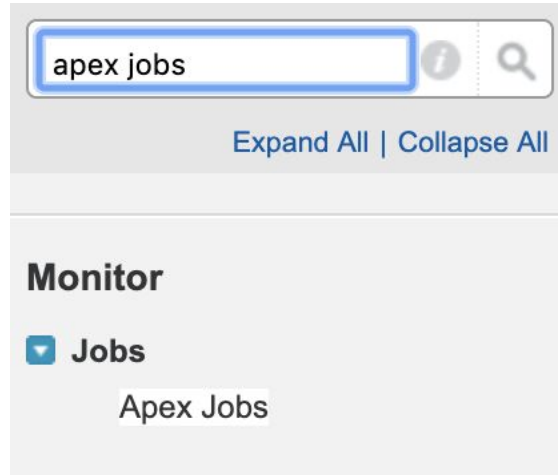 apex jobs
Expand All | Collapse All
Monitor
Jobs
Apex Jobs